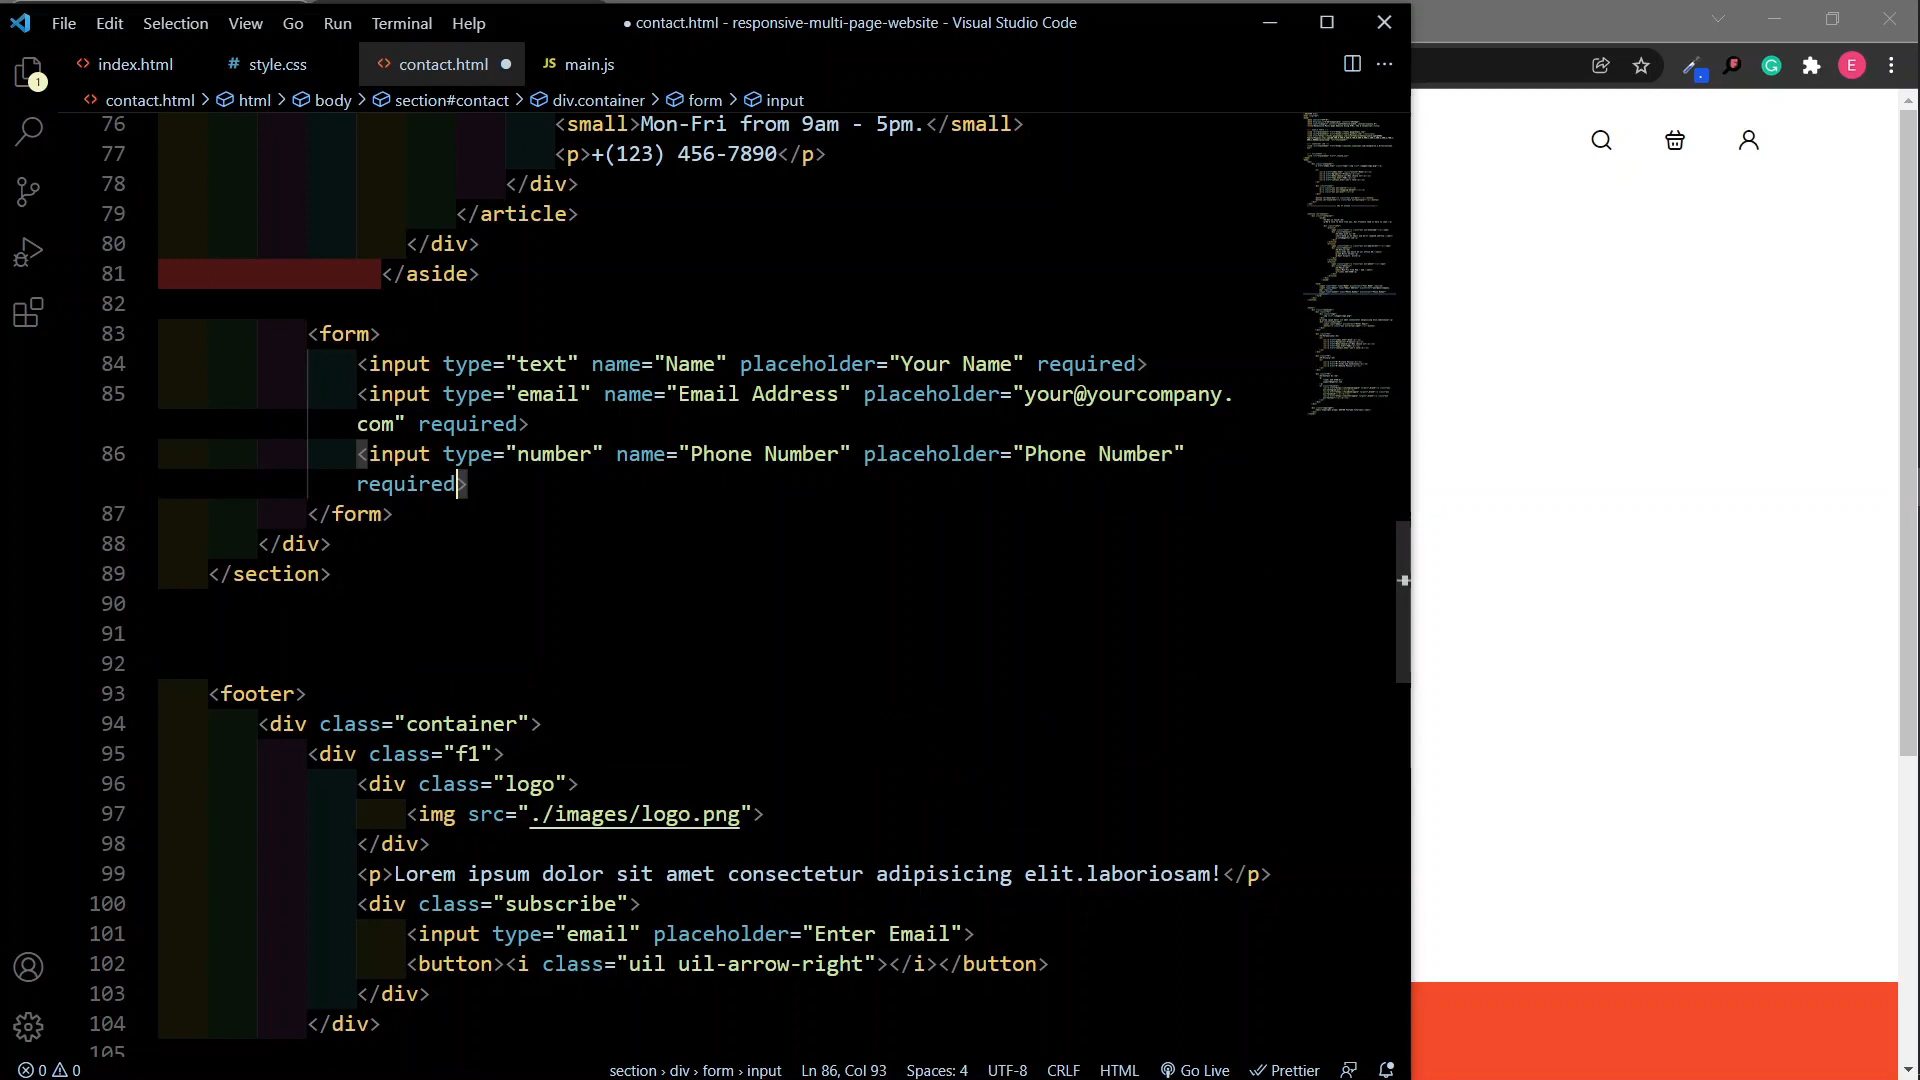 File Edit Selection View Go Run Terminal Help
● contact.html - responsive-multi-page-website - Visual Studio Code
<> index.html # style.css <> contact.html ● JS main.js
<> contact.html > html > body > section#contact > div.container > form > input
1
E
76 <small>Mon-Fri from 9am - 5pm.</small>
77 <p>+(123) 456-7890</p>
78 </div>
79 </article>
80 </div>
81 </aside>
82
83 <form>
84 <input type="text" name="Name" placeholder="Your Name" required>
85 <input type="email" name="Email Address" placeholder="your@yourcompany.
com" required>
86 <input type="number" name="Phone Number" placeholder="Phone Number"
required>
87 </form>
88 </div>
89 </section>
90
91
92
93 <footer>
94 <div class="container">
95 <div class="f1">
96 <div class="logo">
97 <img src="./images/logo.png">
98 </div>
99 <p>Lorem ipsum dolor sit amet consectetur adipisicing elit.laboriosam!</p>
100 <div class="subscribe">
101 <input type="email" placeholder="Enter Email">
102 <button><i class="uil uil-arrow-right"></i></button>
103 </div>
104 </div>
105
0 0 section > div > form > input Ln 86, Col 93 Spaces: 4 UTF-8 CRLF HTML Go Live Prettier